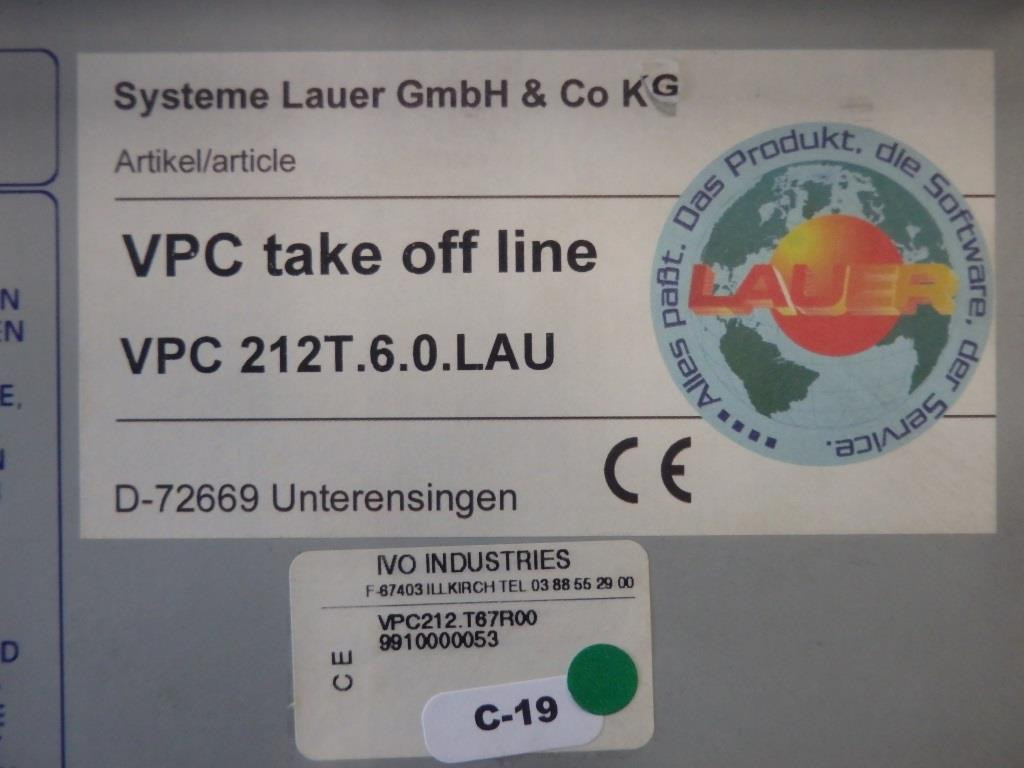 Systeme Lauer GmbH & Co KG
Artikel/article
VPC take off line
VPC 212T.6.0.LAU
D-72669 Unterensingen
CE
....Alles paßt. Das Produkt, die Software, der Service.
LAUER
IVO INDUSTRIES
F-67403 ILLKIRCH TEL 03 88 55 29 00
VPC212.T67R00
9910000053
CE
C-19
N
EN
E,
D